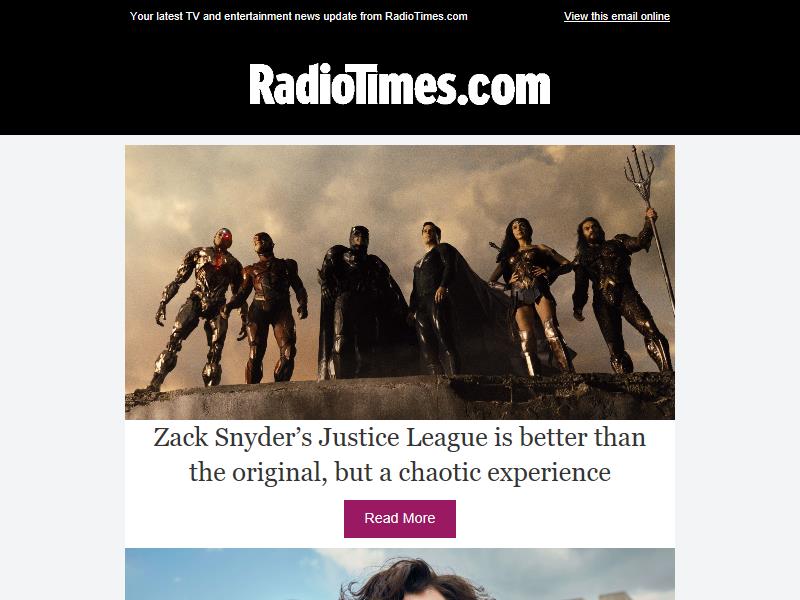 Your latest TV and entertainment news update from RadioTimes.com
View this email online
RadioTimes.com
Zack Snyder’s Justice League is better than
the original, but a chaotic experience
Read More